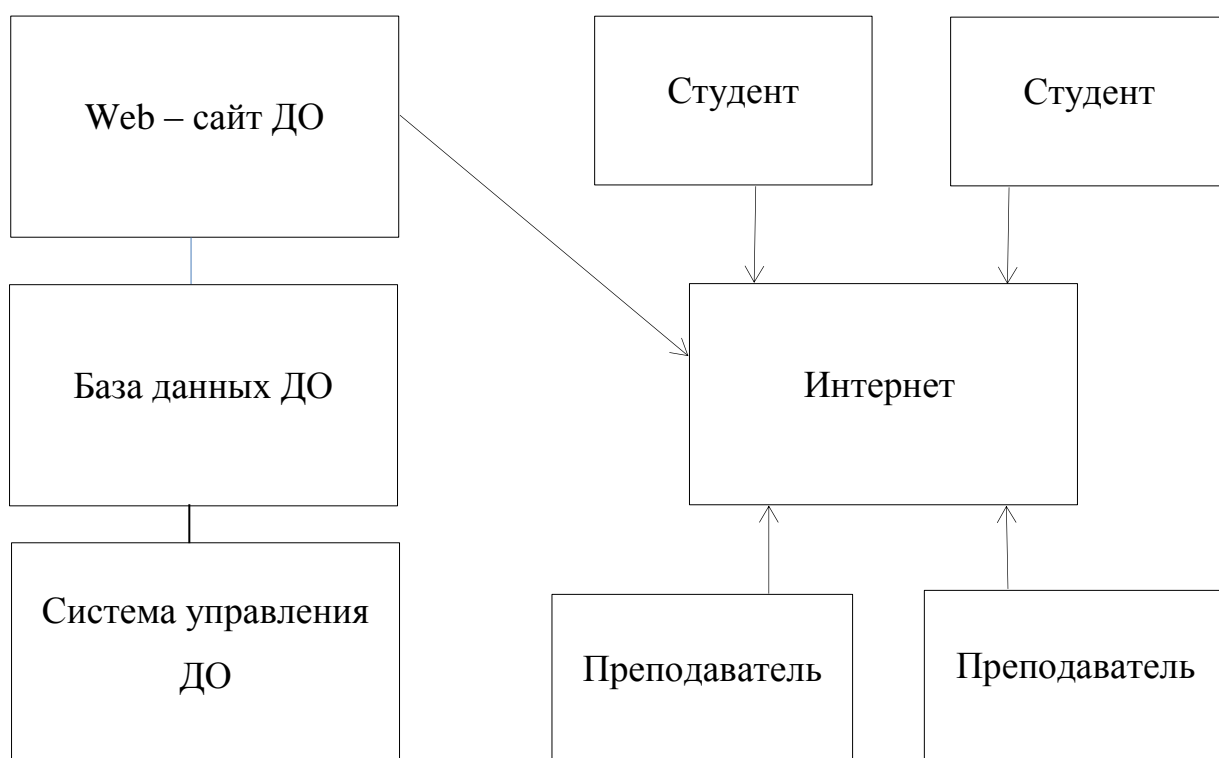 Web – сайт ДО
Студент
Студент
База данных ДО
Интернет
Система управления
ДО
Преподаватель
Преподаватель